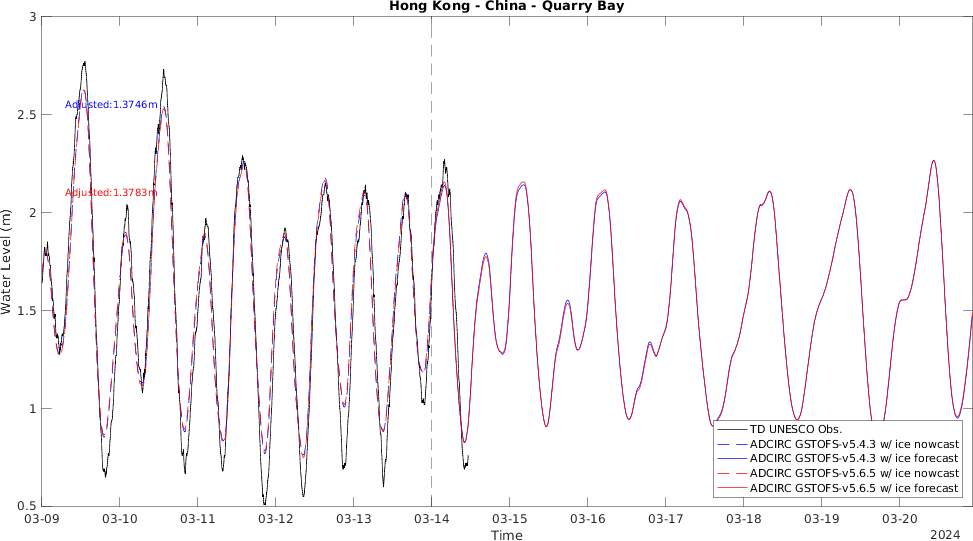 Hong Kong - China - Quarry Bay
3
2.5
2
1.5
1
0.5
Water Level (m)
Adjusted:1.3746m
Adjusted:1.3783m
TD UNESCO Obs.
ADCIRC GSTOFS-v5.4.3 w/ ice nowcast
ADCIRC GSTOFS-v5.4.3 w/ ice forecast
ADCIRC GSTOFS-v5.6.5 w/ ice nowcast
ADCIRC GSTOFS-v5.6.5 w/ ice forecast
03-09 03-10 03-11 03-12 03-13 03-14 03-15 03-16 03-17 03-18 03-19 03-20
Time
2024